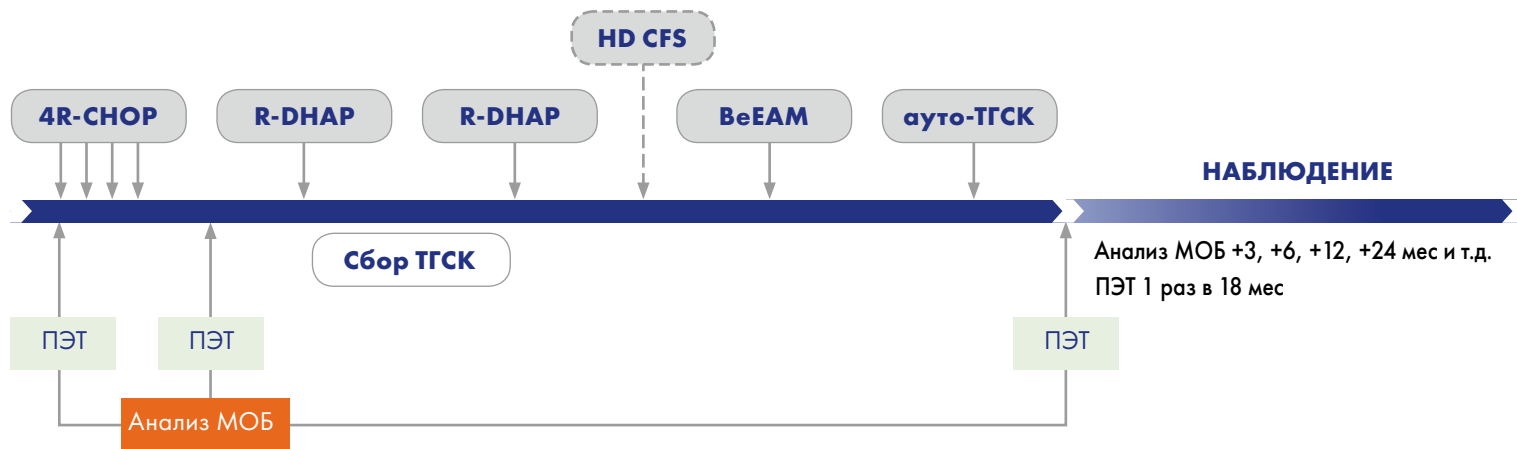 HD CFS
4R-CHOP
R-DHAP
R-DHAP
BeEAM
ауто-ТГСК
НАБЛЮДЕНИЕ
Сбор ТГСК
Анализ МОБ +3, +6, +12, +24 мес и т.д.
ПЭТ 1 раз в 18 мес
ПЭТ
ПЭТ
ПЭТ
Анализ МОБ